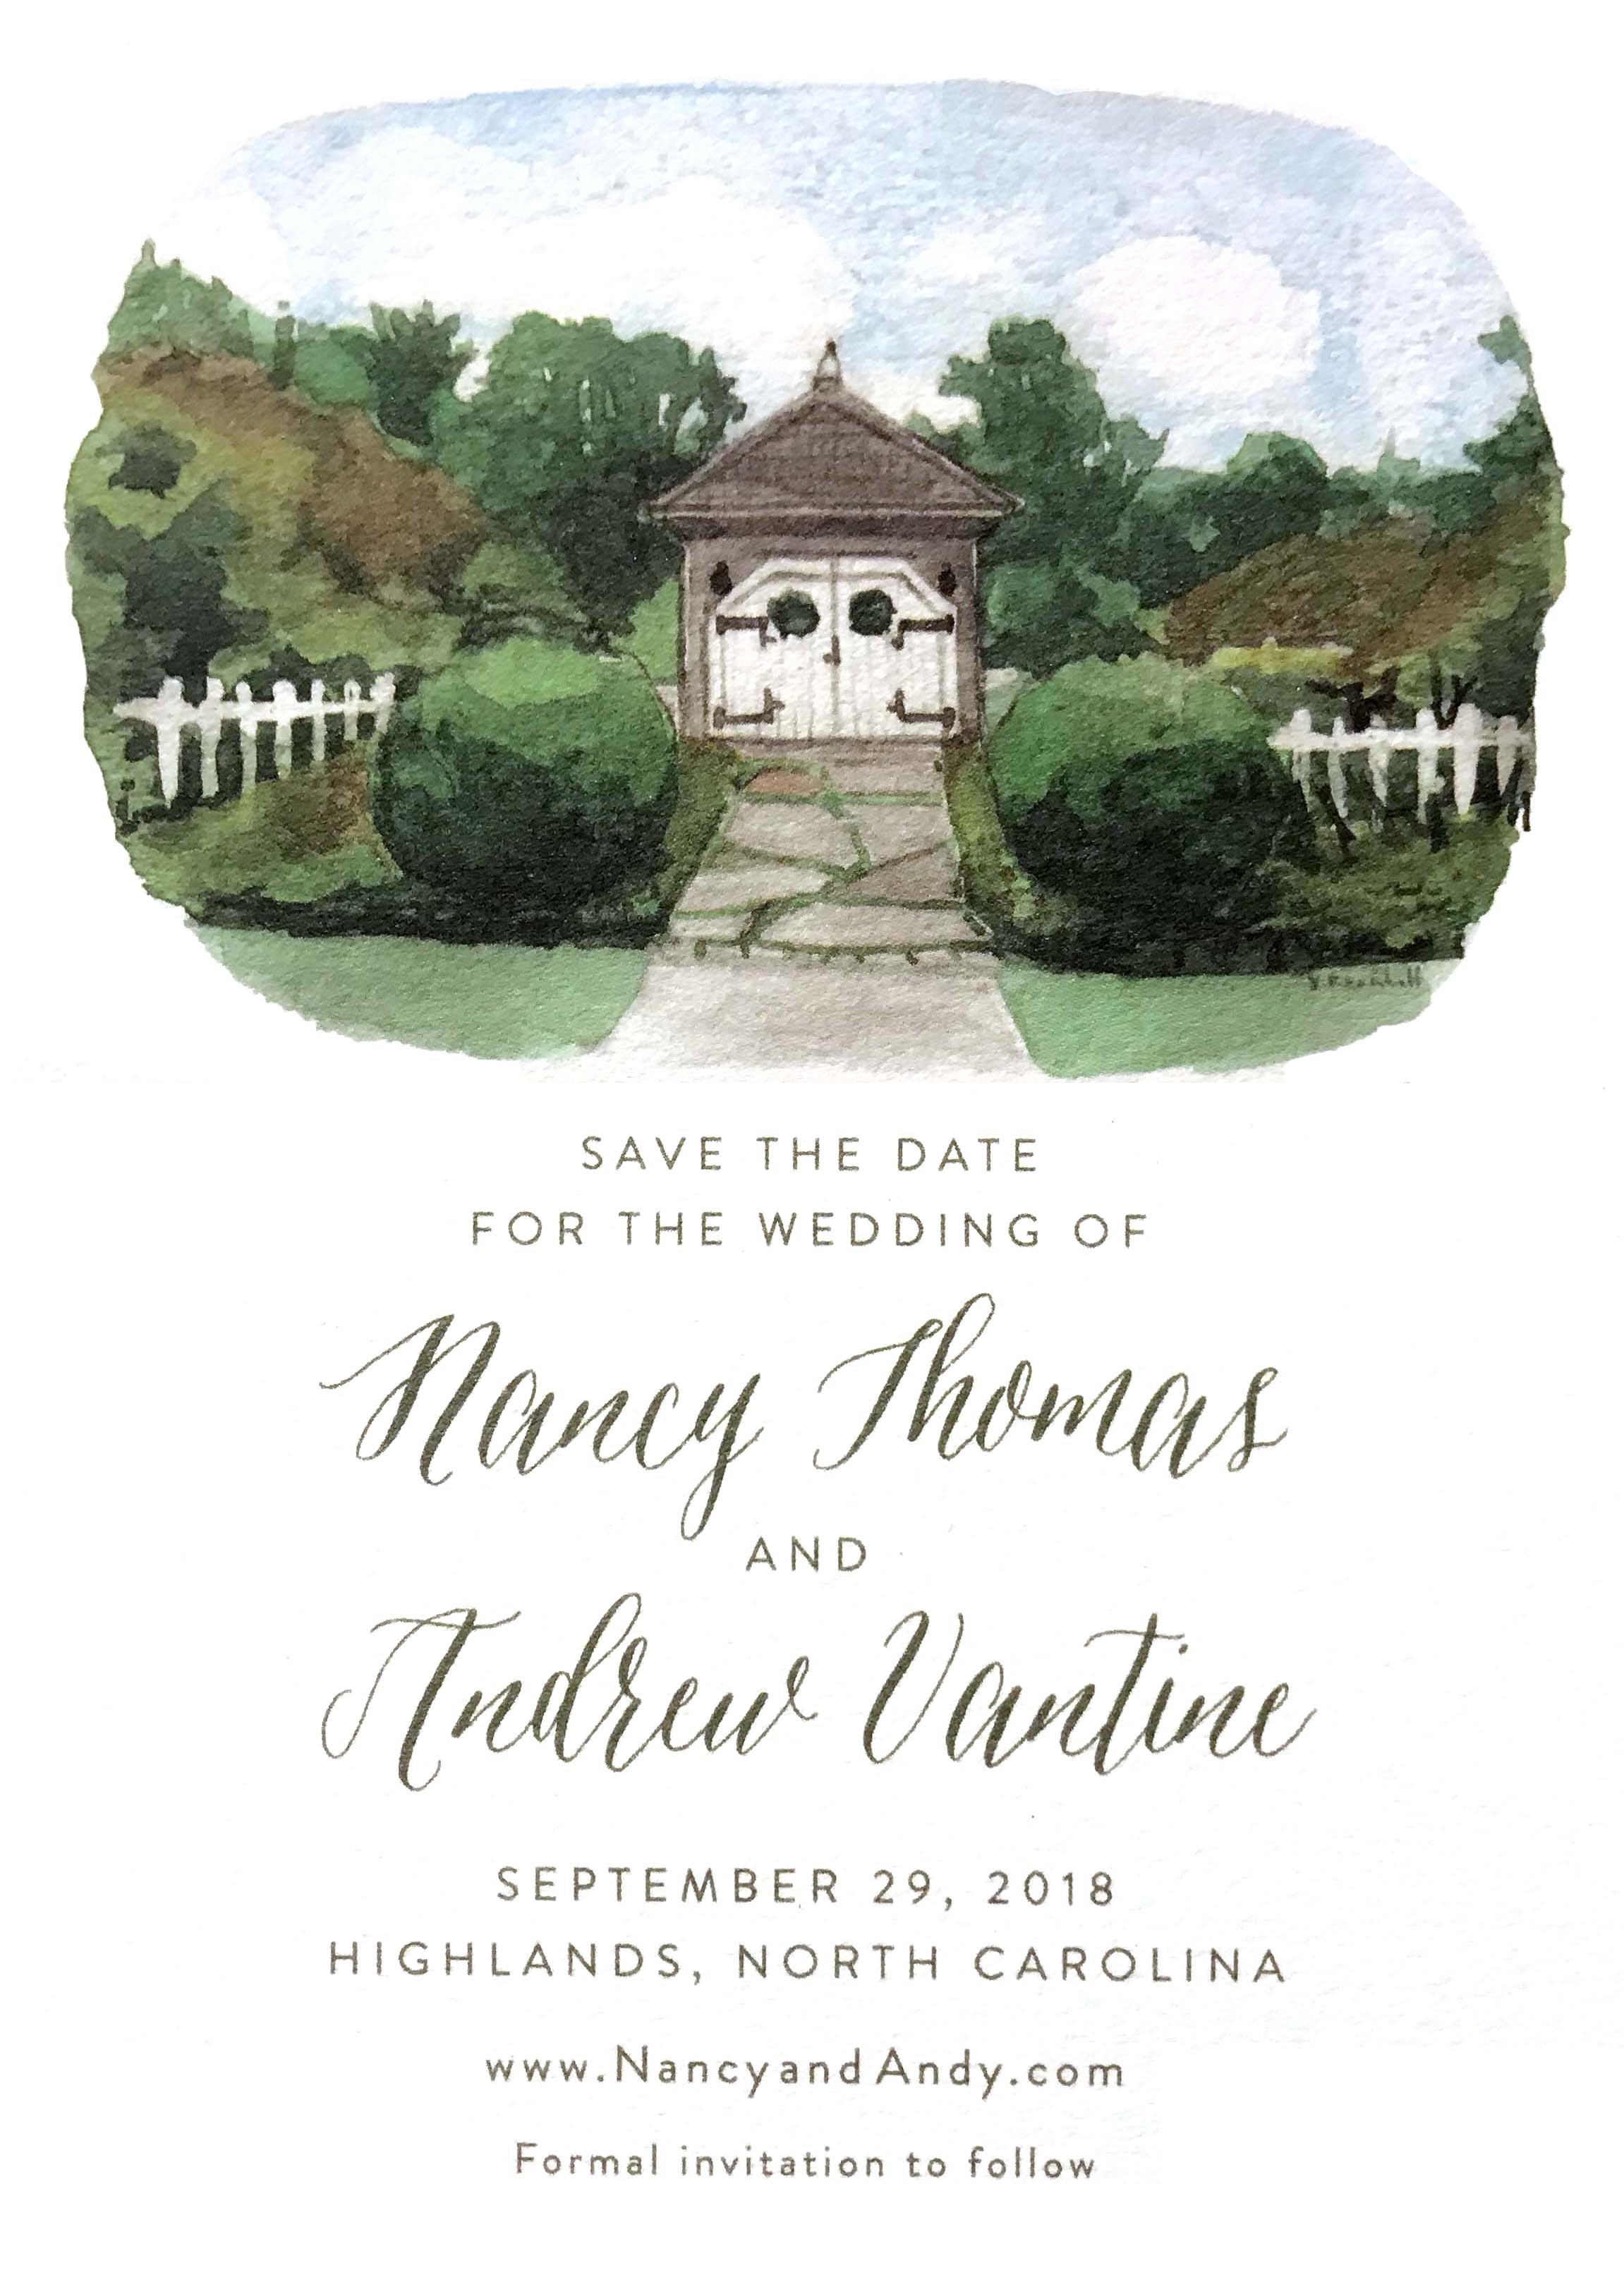 SAVE THE DATE
FOR THE WEDDING OF
Nancy Thomas
AND
Andrew Vantine
SEPTEMBER 29, 2018
HIGHLANDS, NORTH CAROLINA
www.NancyandAndy.com
Formal invitation to follow